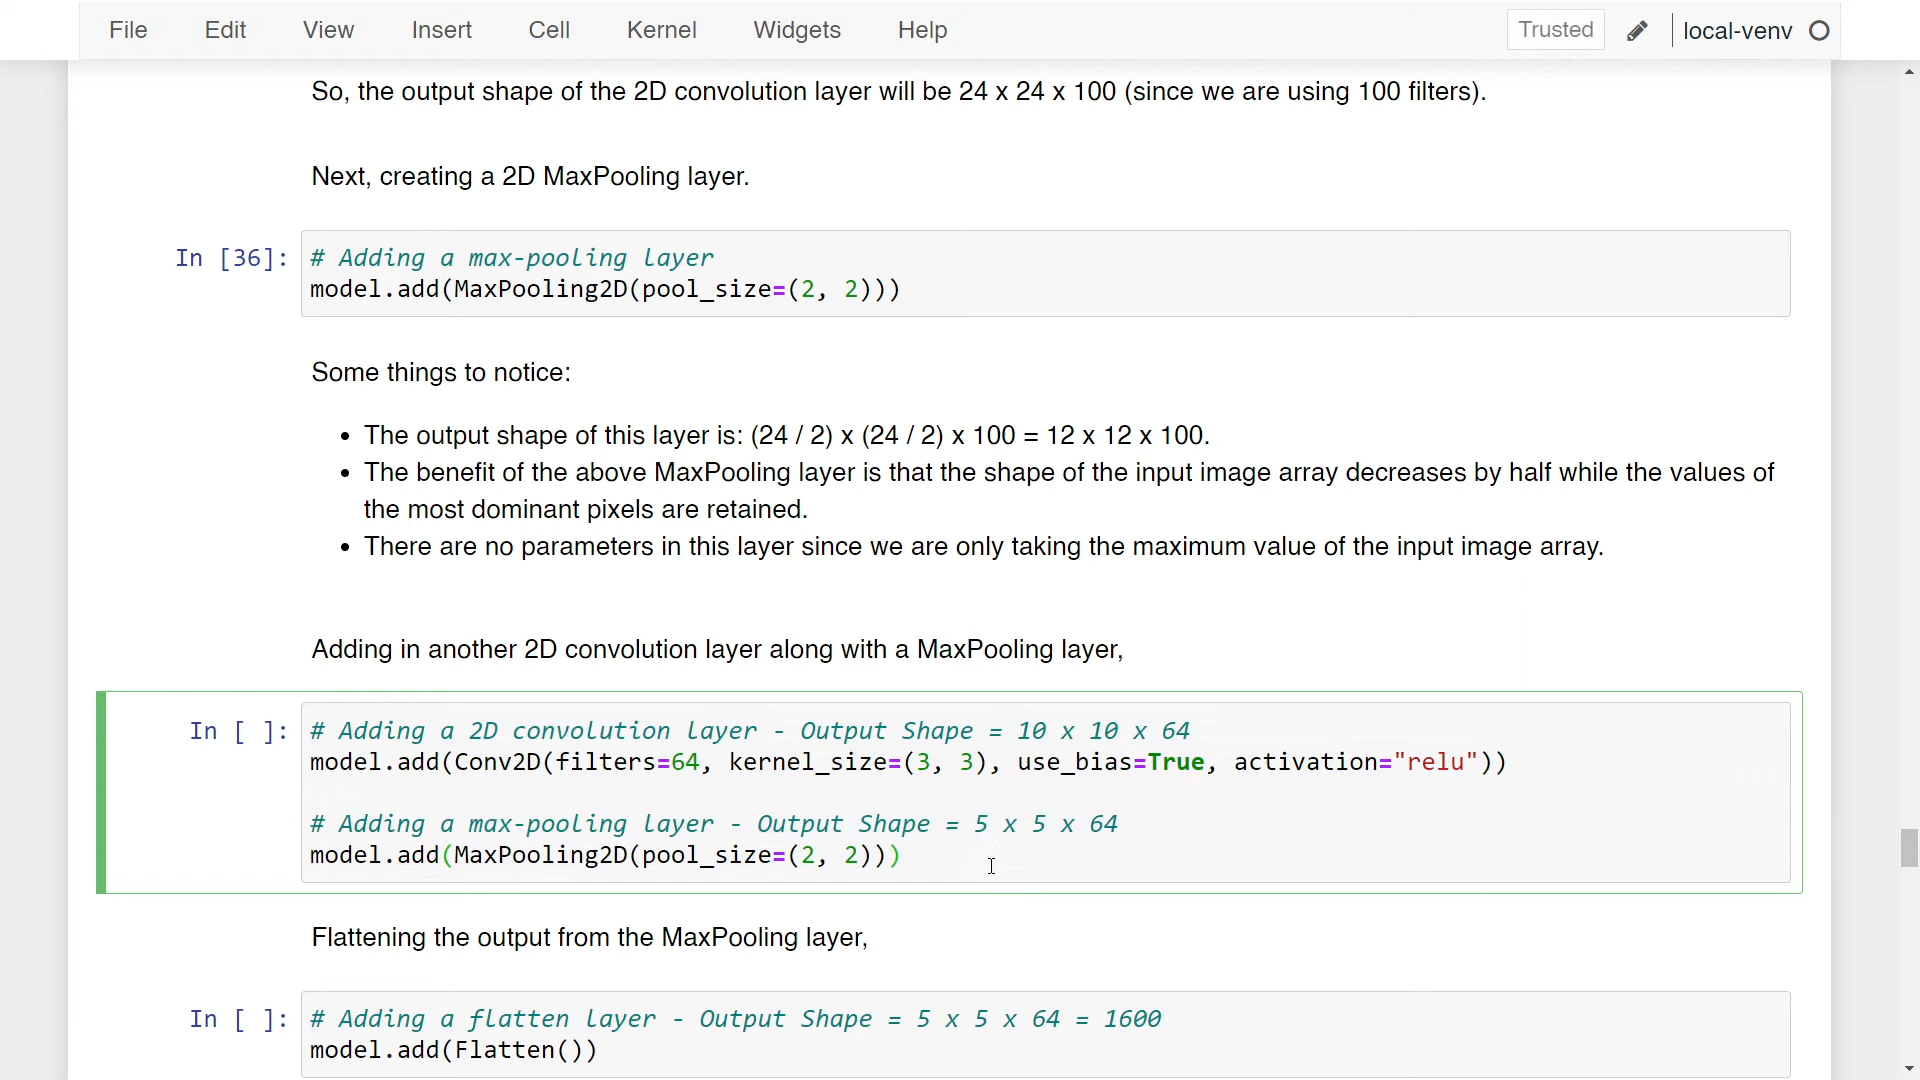 File Edit View Insert Cell Kernel Widgets Help Trusted local-venv
So, the output shape of the 2D convolution layer will be 24 x 24 x 100 (since we are using 100 filters).
Next, creating a 2D MaxPooling layer.
In [36]: # Adding a max-pooling layer
model.add(MaxPooling2D(pool_size=(2, 2)))
Some things to notice:
• The output shape of this layer is: (24 / 2) x (24 / 2) x 100 = 12 x 12 x 100.
• The benefit of the above MaxPooling layer is that the shape of the input image array decreases by half while the values of
the most dominant pixels are retained.
• There are no parameters in this layer since we are only taking the maximum value of the input image array.
Adding in another 2D convolution layer along with a MaxPooling layer,
In [ ]: # Adding a 2D convolution layer - Output Shape = 10 x 10 x 64
model.add(Conv2D(filters=64, kernel_size=(3, 3), use_bias=True, activation="relu"))
# Adding a max-pooling layer - Output Shape = 5 x 5 x 64
model.add(MaxPooling2D(pool_size=(2, 2)))
Flattening the output from the MaxPooling layer,
In [ ]: # Adding a flatten layer - Output Shape = 5 x 5 x 64 = 1600
model.add(Flatten())